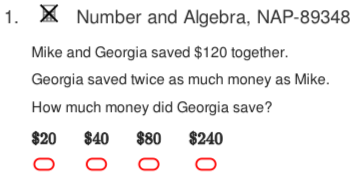 1. Number and Algebra, NAP-89348
Mike and Georgia saved $120 together.
Georgia saved twice as much money as Mike.
How much money did Georgia save?
$20 $40 $80 $240